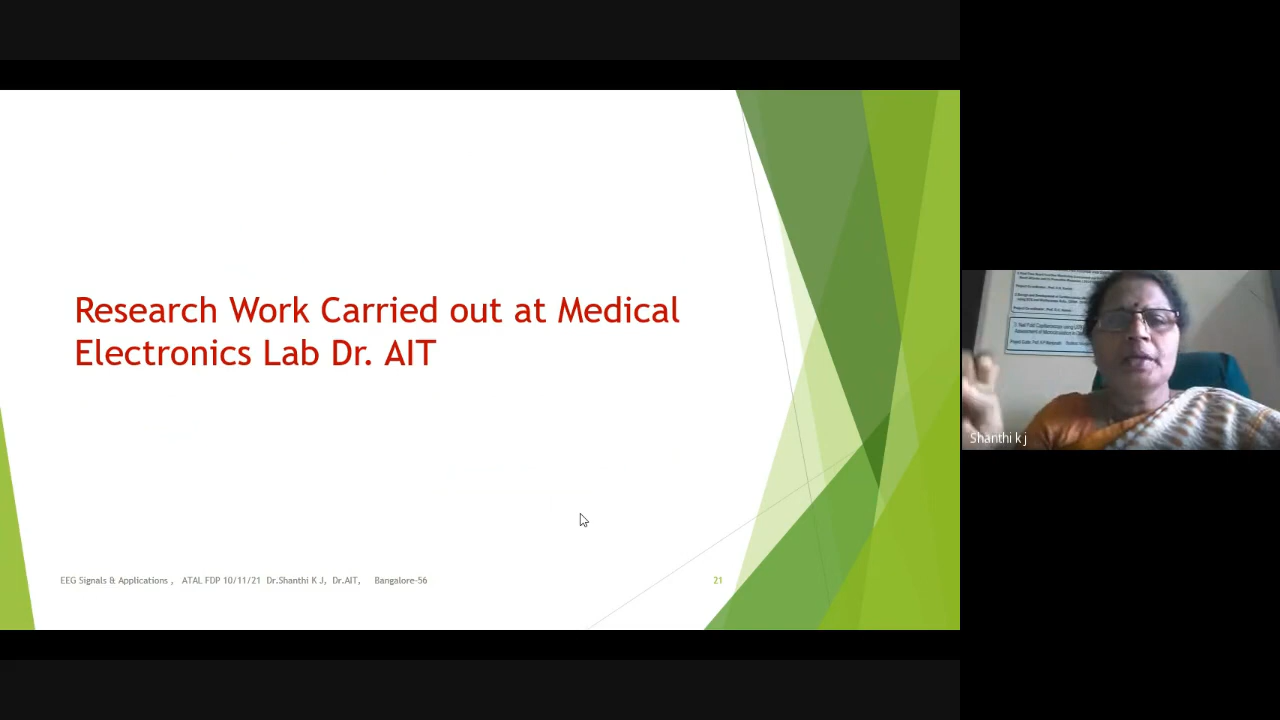 Research Work Carried out at Medical
Electronics Lab Dr. AIT
EEG Signals & Applications , ATAL FDP 10/11/21 Dr.Shanthi K J, Dr.AIT, Bangalore-56
21
Shanthi k j